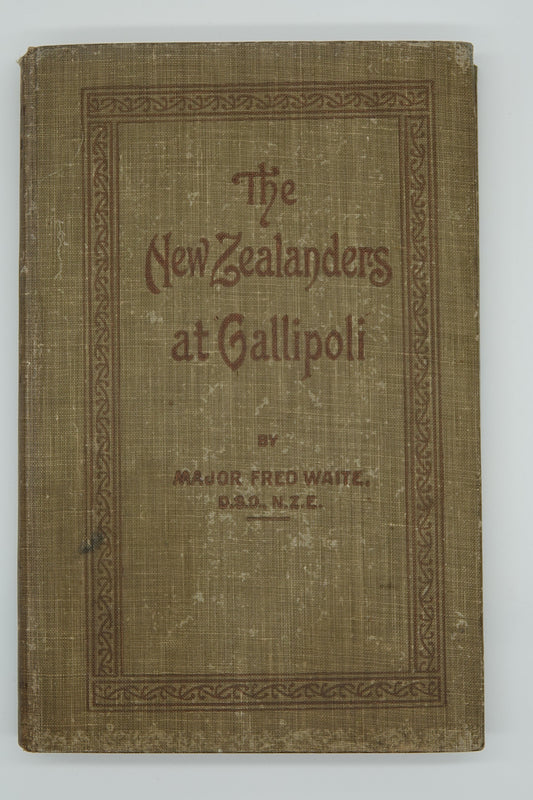 The
New Zealanders
at Gallipoli
BY
MAJOR FRED WAITE,
D.S.O., N.Z.E.